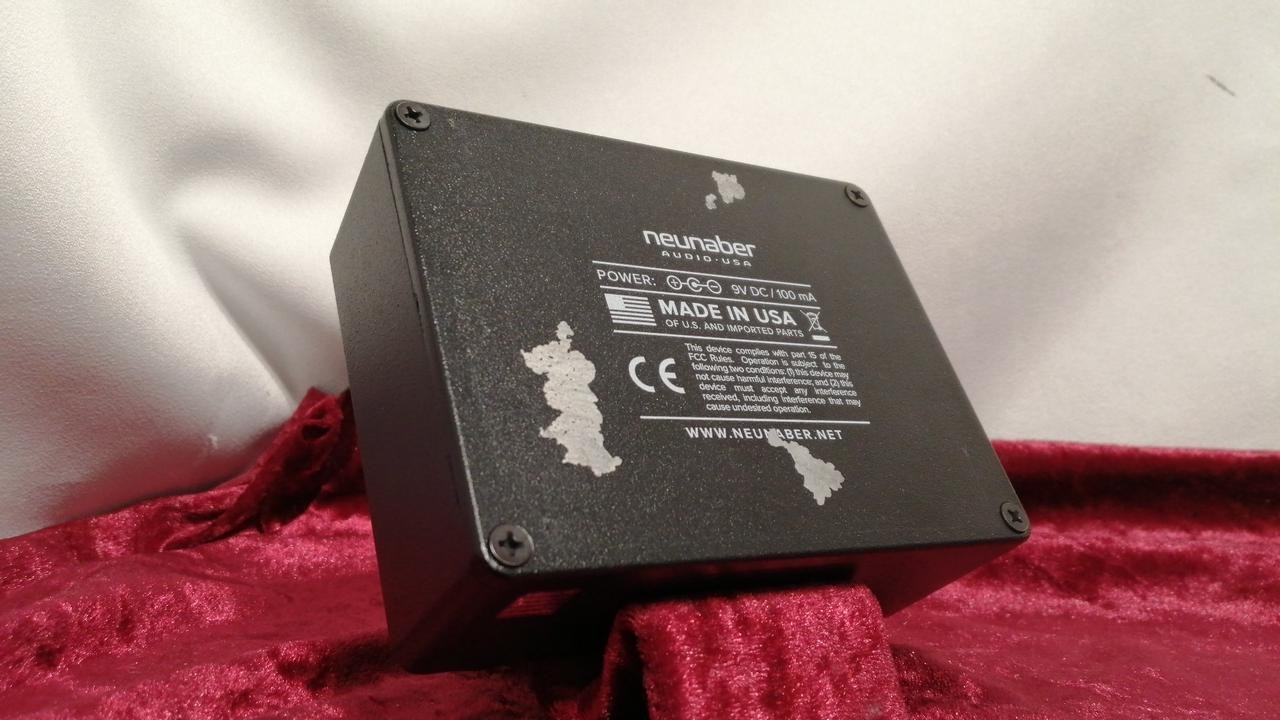 neunaber
AUDIO · USA
POWER: + C - 9V DC / 100 mA
MADE IN USA
OF U.S. AND IMPORTED PARTS
CE
This device complies with part 15 of the
FCC Rules. Operation is subject to the
following two conditions: (1) this device may
not cause harmful interference; and (2) this
device must accept any interference
received, including interference that may
cause undesired operation.
WWW.NEUNABER.NET